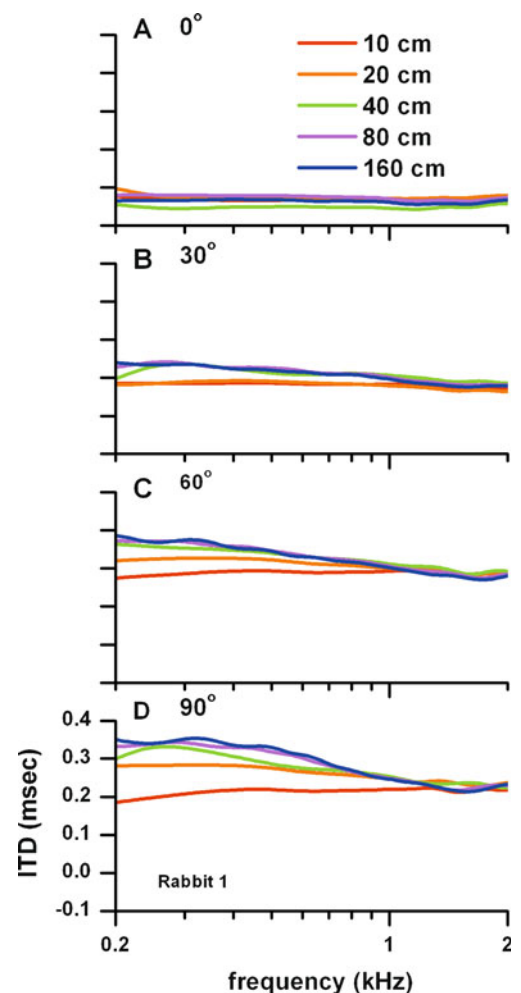 A 0°
10 cm
20 cm
40 cm
80 cm
160 cm
B 30°
C 60°
D 90°
0.4
0.3
0.2
0.1
0.0
-0.1
ITD (msec)
Rabbit 1
0.2 1 2
frequency (kHz)